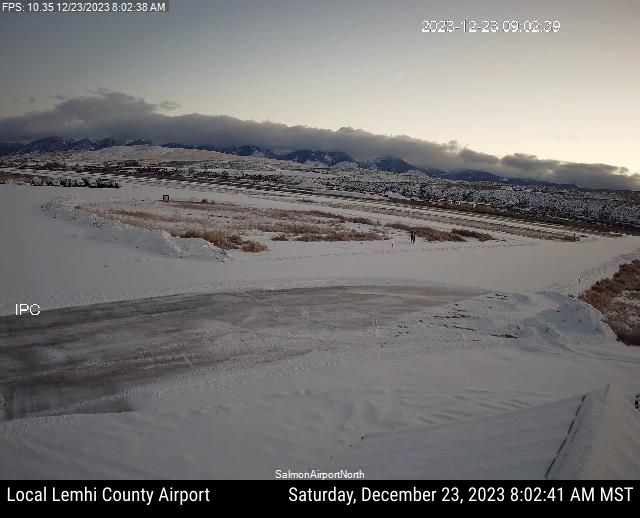 FPS: 10.35 12/23/2023 8:02:38 AM
2023-12-23 09:02:39
IPC
SalmonAirportNorth
Local Lemhi County Airport Saturday, December 23, 2023 8:02:41 AM MST